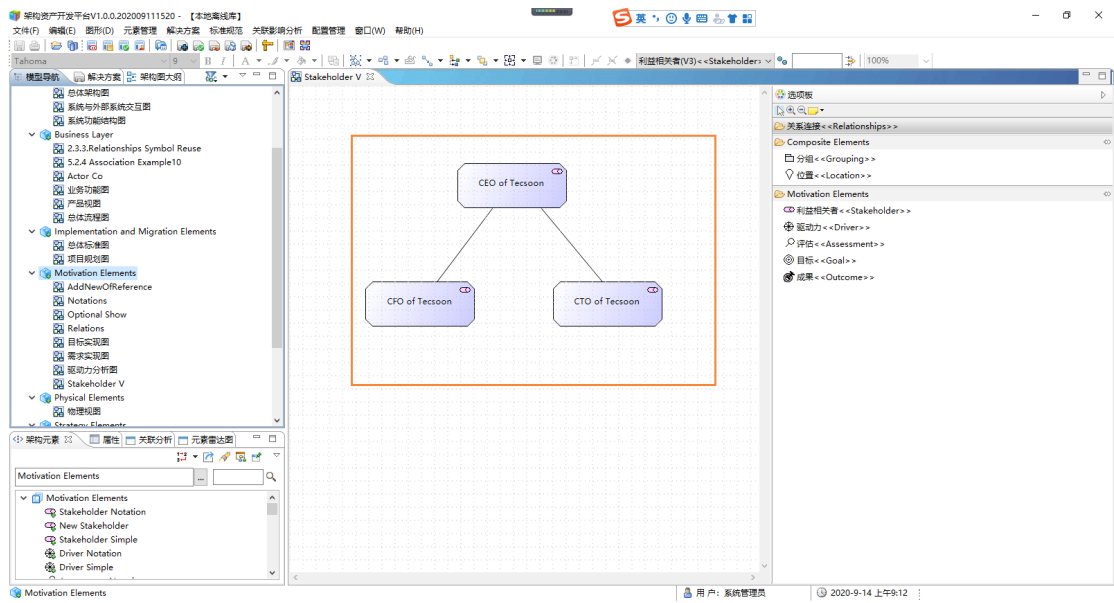 架构资产开发平台V1.0.0.202009111520 - 【本地离线库】
英
文件(F) 编辑(E) 图形(D) 元素管理 解决方案 标准规范 关联影响分析 配置管理 窗口(W) 帮助(H)
Tahoma 9 B I A 利益相关者(V3)<<Stakeholder> 100%
模型导航 解决方案 架构图大纲
Stakeholder V
总体架构图
系统与外部系统交互图
系统功能结构图
Business Layer
2.3.3.Relationships Symbol Reuse
5.2.4 Association Example10
Actor Co
业务功能图
产品视图
总体流程图
Implementation and Migration Elements
总体标准图
项目规划图
Motivation Elements
AddNewOfReference
Notations
Optional Show
Relations
目标实现图
需求实现图
驱动力分析图
Stakeholder V
Physical Elements
物理视图
Strategy Elements
CEO of Tecsoon
CFO of Tecsoon
CTO of Tecsoon
选项板
关系连接<<Relationships>>
Composite Elements
分组<<Grouping>>
位置<<Location>>
Motivation Elements
利益相关者<<Stakeholder>>
驱动力<<Driver>>
评估<<Assessment>>
目标<<Goal>>
成果<<Outcome>>
架构元素 属性 关联分析 元素雷达图
Motivation Elements ...
Motivation Elements
Stakeholder Notation
New Stakeholder
Stakeholder Simple
Driver Notation
Driver Simple
Motivation Elements
用户: 系统管理员
2020-9-14 上午9:12